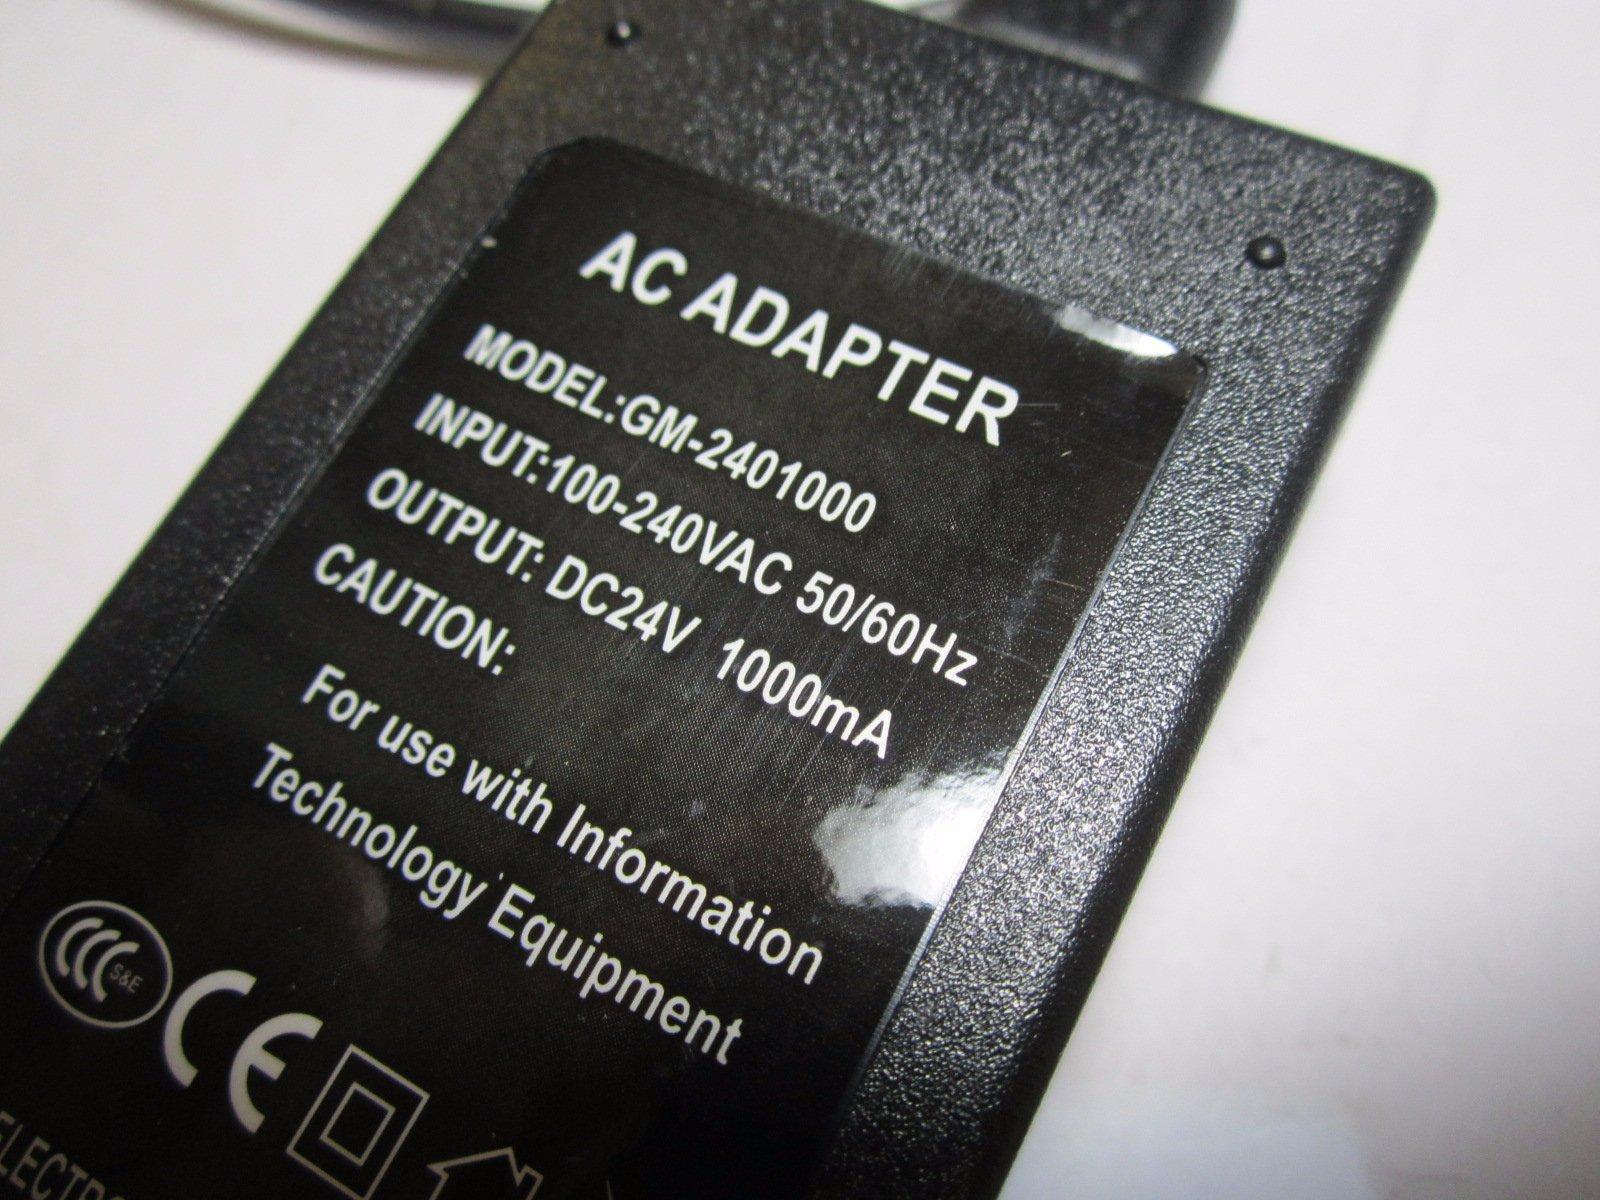 AC ADAPTER
MODEL:GM-2401000
INPUT:100-240VAC 50/60Hz
OUTPUT: DC24V 1000mA
CAUTION:
For use with Information
Technology Equipment
CCC S&E
CE